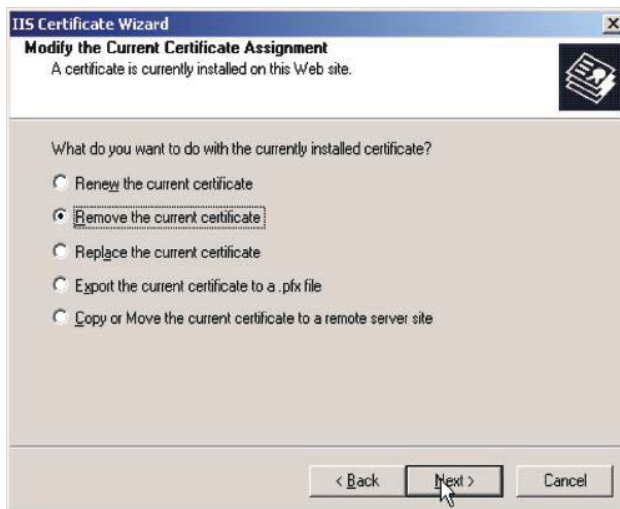 IIS Certificate Wizard
Modify the Current Certificate Assignment
A certificate is currently installed on this Web site.
What do you want to do with the currently installed certificate?
Renew the current certificate
Remove the current certificate
Replace the current certificate
Export the current certificate to a .pfx file
Copy or Move the current certificate to a remote server site
< Back Next > Cancel